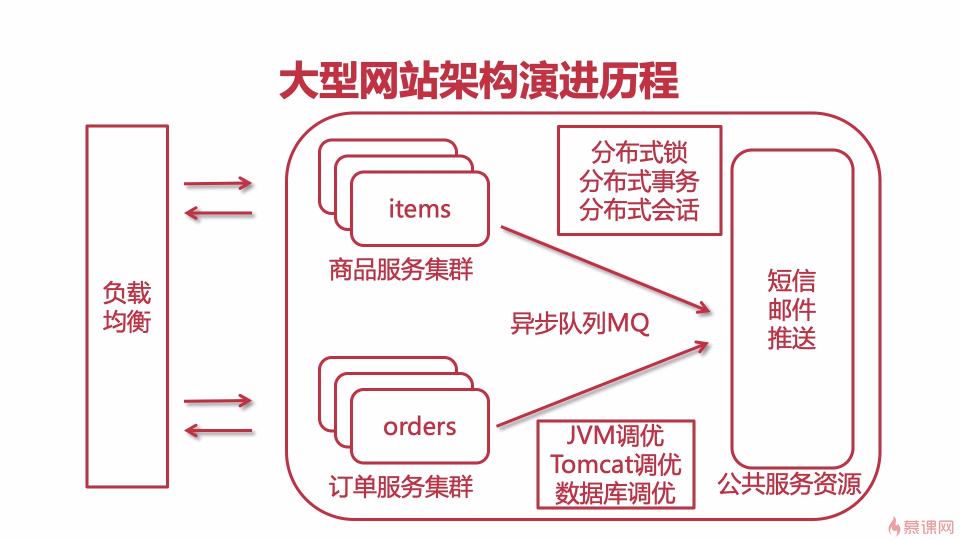 大型网站架构演进历程
负载
均衡
items
商品服务集群
分布式锁
分布式事务
分布式会话
异步队列MQ
短信
邮件
推送
orders
订单服务集群
JVM调优
Tomcat调优
数据库调优
公共服务资源
慕课网